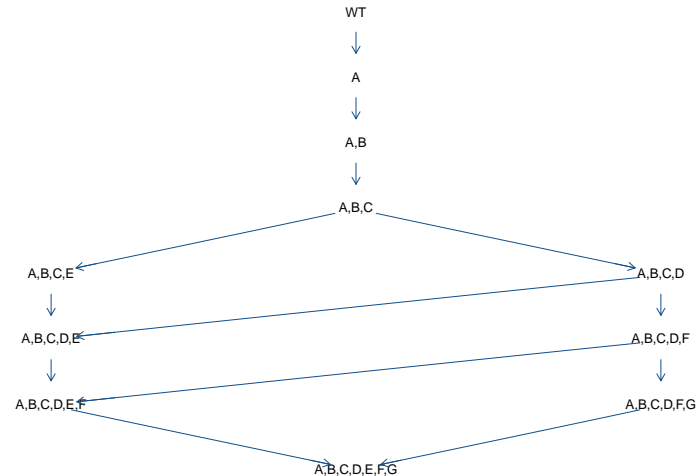 WT
A
A,B
A,B,C
A,B,C,E
A,B,C,D
A,B,C,D,E
A,B,C,D,F
A,B,C,D,E,F
A,B,C,D,F,G
A,B,C,D,E,F,G